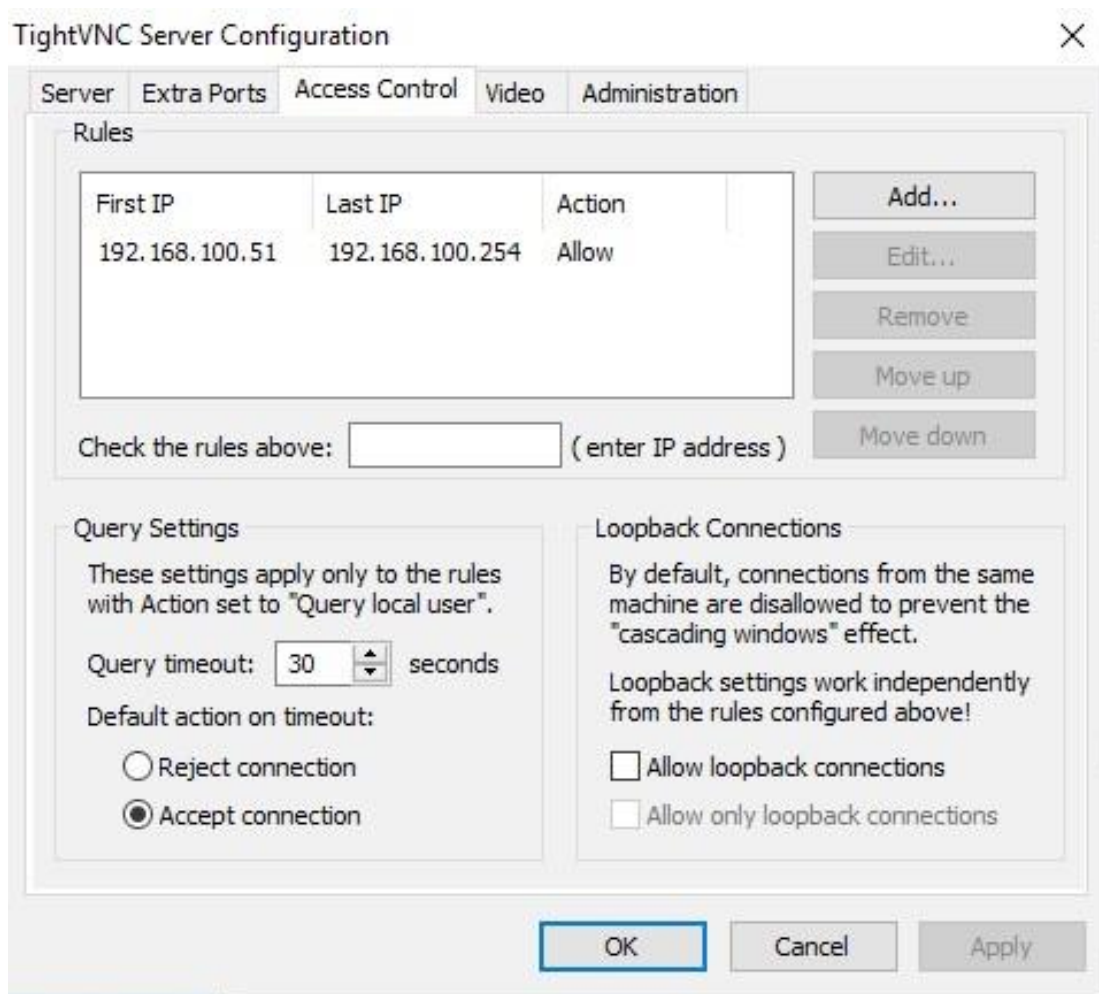 TightVNC Server Configuration
Server Extra Ports Access Control Video Administration
Rules
First IP Last IP Action
192.168.100.51 192.168.100.254 Allow
Add...
Edit...
Remove
Move up
Move down
Check the rules above: ( enter IP address )
Query Settings
These settings apply only to the rules
with Action set to "Query local user".
Query timeout: 30 seconds
Default action on timeout:
Reject connection
Accept connection
Loopback Connections
By default, connections from the same
machine are disallowed to prevent the
"cascading windows" effect.
Loopback settings work independently
from the rules configured above!
Allow loopback connections
Allow only loopback connections
OK Cancel Apply